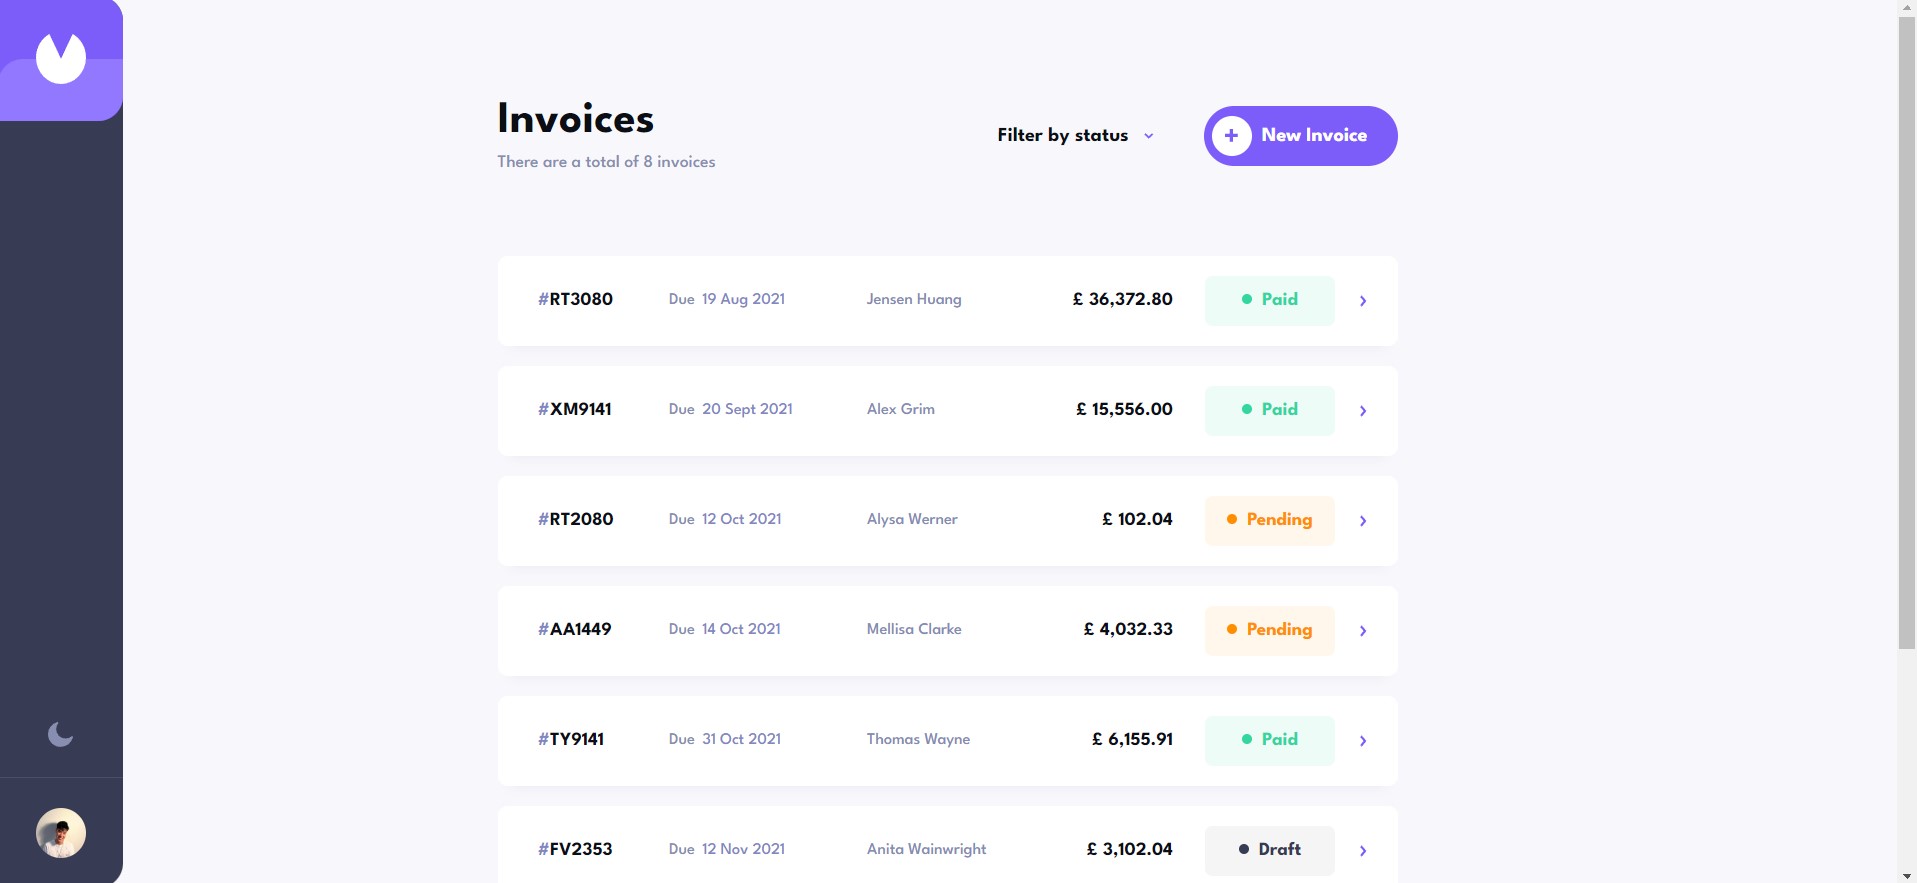 Invoices
There are a total of 8 invoices
Filter by status
New Invoice
#RT3080 Due 19 Aug 2021 Jensen Huang £ 36,372.80 Paid
#XM9141 Due 20 Sept 2021 Alex Grim £ 15,556.00 Paid
#RT2080 Due 12 Oct 2021 Alysa Werner £ 102.04 Pending
#AA1449 Due 14 Oct 2021 Mellisa Clarke £ 4,032.33 Pending
#TY9141 Due 31 Oct 2021 Thomas Wayne £ 6,155.91 Paid
#FV2353 Due 12 Nov 2021 Anita Wainwright £ 3,102.04 Draft